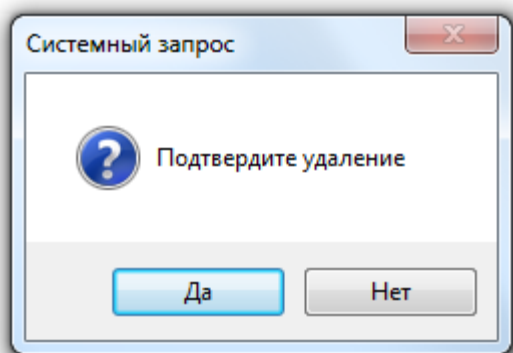 Системный запрос
Подтвердите удаление
Да
Нет